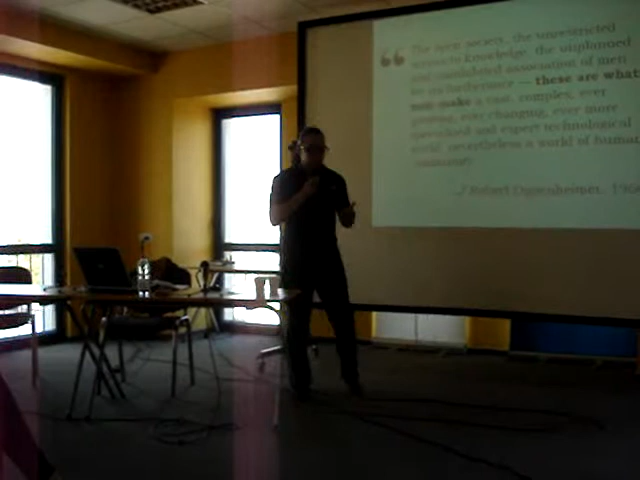 “ The open society, the unrestricted
access to knowledge, the unplanned
and uninhibited association of men
for its furtherance — these are what
may make a vast, complex, ever
growing, ever changing, ever more
specialized and expert technological
world, nevertheless a world of human
community
J Robert Oppenheimer,